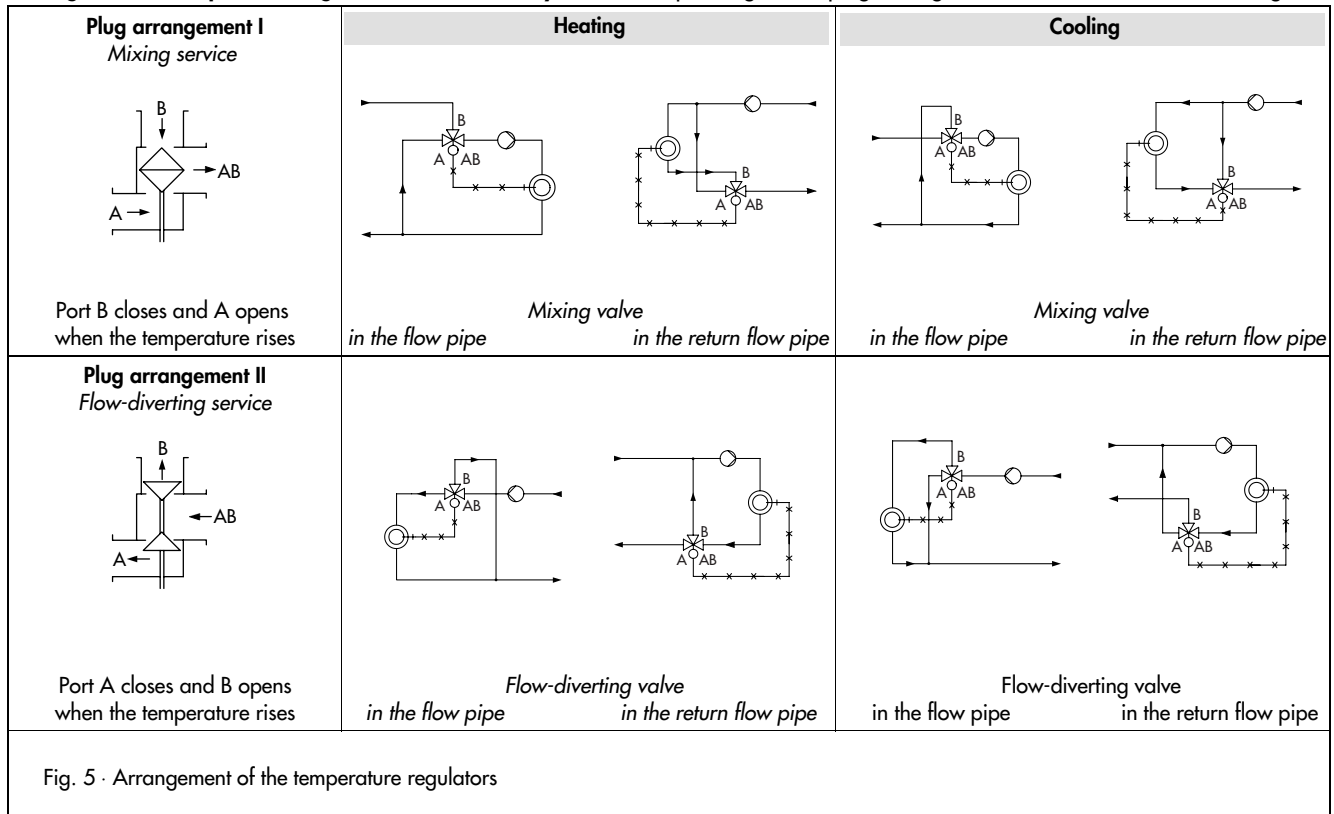 Plug arrangement I
Mixing service
B
AB
A
Port B closes and A opens
when the temperature rises
Heating
B
A AB
B
A AB
Mixing valve
in the flow pipe in the return flow pipe
Cooling
B
A AB
B
A AB
Mixing valve
in the flow pipe in the return flow pipe
Plug arrangement II
Flow-diverting service
B
AB
A
Port A closes and B opens
when the temperature rises
B
A AB
B
A AB
Flow-diverting valve
in the flow pipe in the return flow pipe
B
A AB
B
A AB
Flow-diverting valve
in the flow pipe in the return flow pipe
Fig. 5 · Arrangement of the temperature regulators